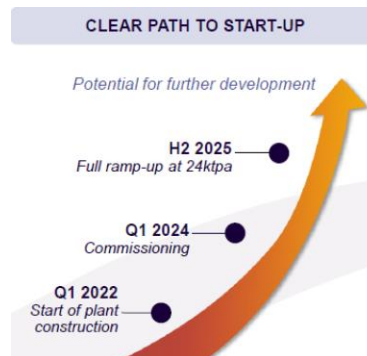 CLEAR PATH TO START-UP
Potential for further development
H2 2025
Full ramp-up at 24ktpa
Q1 2024
Commissioning
Q1 2022
Start of plant
construction